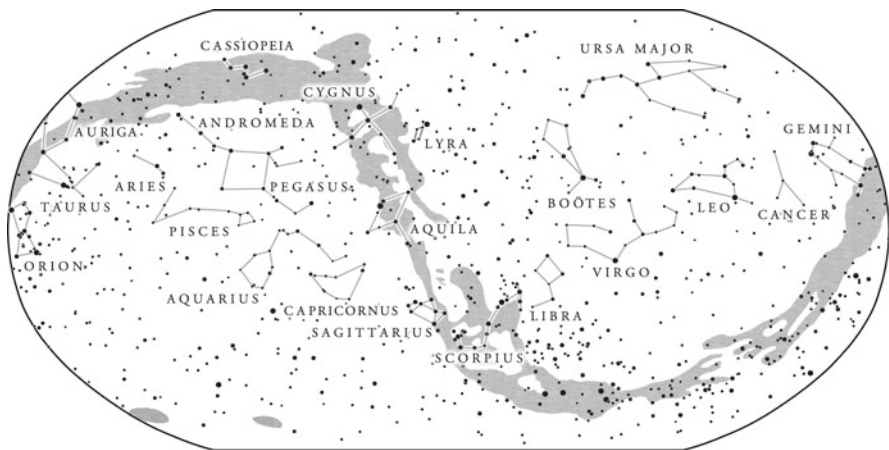 CASSIOPEIA
URSA MAJOR
CYGNUS
ANDROMEDA
AURIGA
LYRA
GEMINI
ARIES
PEGASUS
TAURUS
BOÖTES
LEO
CANCER
PISCES
AQUILA
ORION
VIRGO
AQUARIUS
CAPRICORNUS
LIBRA
SAGITTARIUS
SCORPIUS